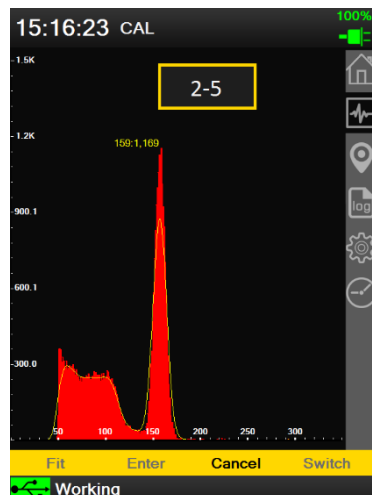 100%
15:16:23 CAL
1.5K
2-5
1.2K
159:1,169
900.1
log
600.1
300.0
50 100 150 200 250 300
Fit Enter Cancel Switch
Working